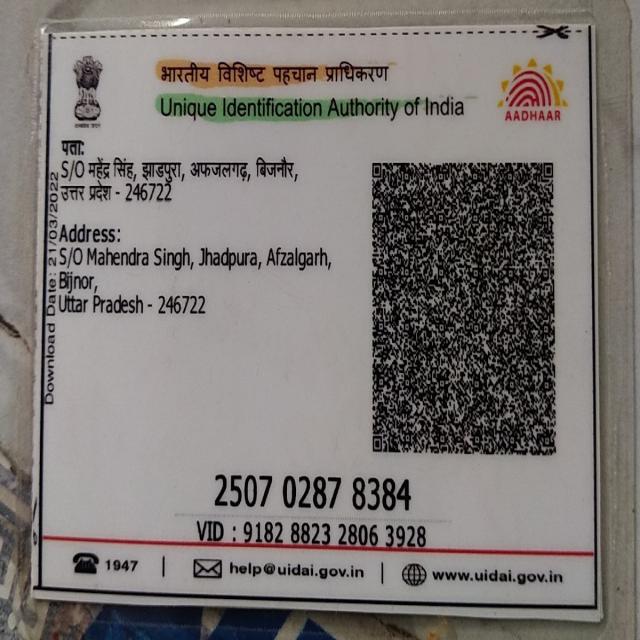 भारतीय विशिष्ट पहचान प्राधिकरण
Unique Identification Authority of India
AADHAAR
पता:
S/O महेंद्र सिंह, झाडपुरा, अफजलगढ़, बिजनौर,
उत्तर प्रदेश - 246722
Address:
S/O Mahendra Singh, Jhadpura, Afzalgarh,
Bijnor,
Uttar Pradesh - 246722
Download Date: 21/03/2022
2507 0287 8384
VID : 9182 8823 2806 3928
1947
help@uidai.gov.in
www.uidai.gov.in